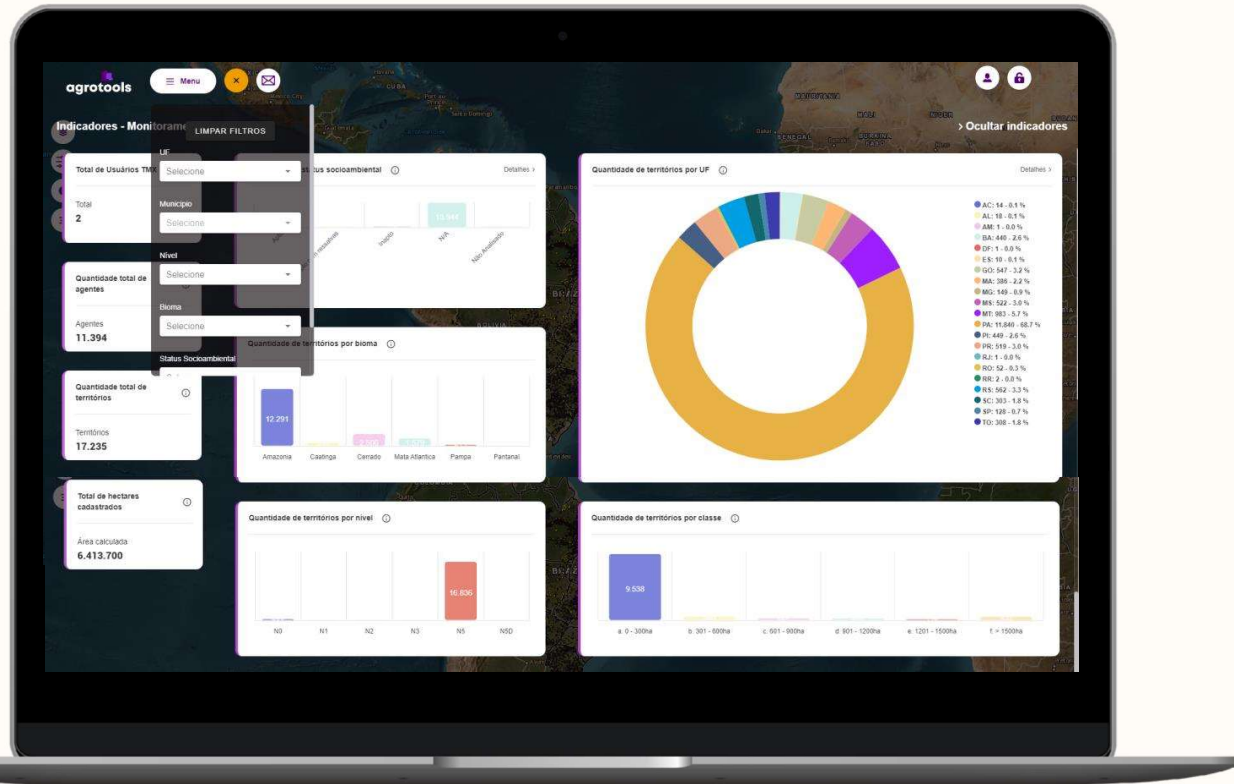 agrotools
Menu
Indicadores - Monitorame
> Ocultar indicadores
LIMPAR FILTROS
UF
Selecione
Município
Selecione
Nível
Selecione
Bioma
Selecione
Status Socioambiental
Total de Usuários TMX
Total
2
Quantidade total de
agentes
Agentes
11.394
Quantidade total de
territórios
Territórios
17.235
Total de hectares
cadastrados
Área calculada
6.413.700
status socioambiental
Detalhes >
Inapto
N/A
Não Analisado
Quantidade de territórios por bioma
12.291
Amazonia Caatinga Cerrado Mata Atlantica Pampa Pantanal
Quantidade de territórios por nível
16.836
N0 N1 N2 N3 N5 N5D
Quantidade de territórios por UF
Detalhes >
AC: 14 - 0.1 %
AL: 18 - 0.1 %
AM: 1 - 0.0 %
BA: 440 - 2.6 %
DF: 1 - 0.0 %
ES: 10 - 0.1 %
GO: 547 - 3.2 %
MA: 386 - 2.2 %
MG: 149 - 0.9 %
MS: 522 - 3.0 %
MT: 983 - 5.7 %
PA: 11.840 - 68.7 %
PI: 449 - 2.6 %
PR: 519 - 3.0 %
RJ: 1 - 0.0 %
RO: 52 - 0.3 %
RR: 2 - 0.0 %
RS: 562 - 3.3 %
SC: 303 - 1.8 %
SP: 128 - 0.7 %
TO: 308 - 1.8 %
Quantidade de territórios por classe
9.538
a. 0 - 300ha b. 301 - 600ha c. 601 - 900ha d. 901 - 1200ha e. 1201 - 1500ha f. > 1500ha